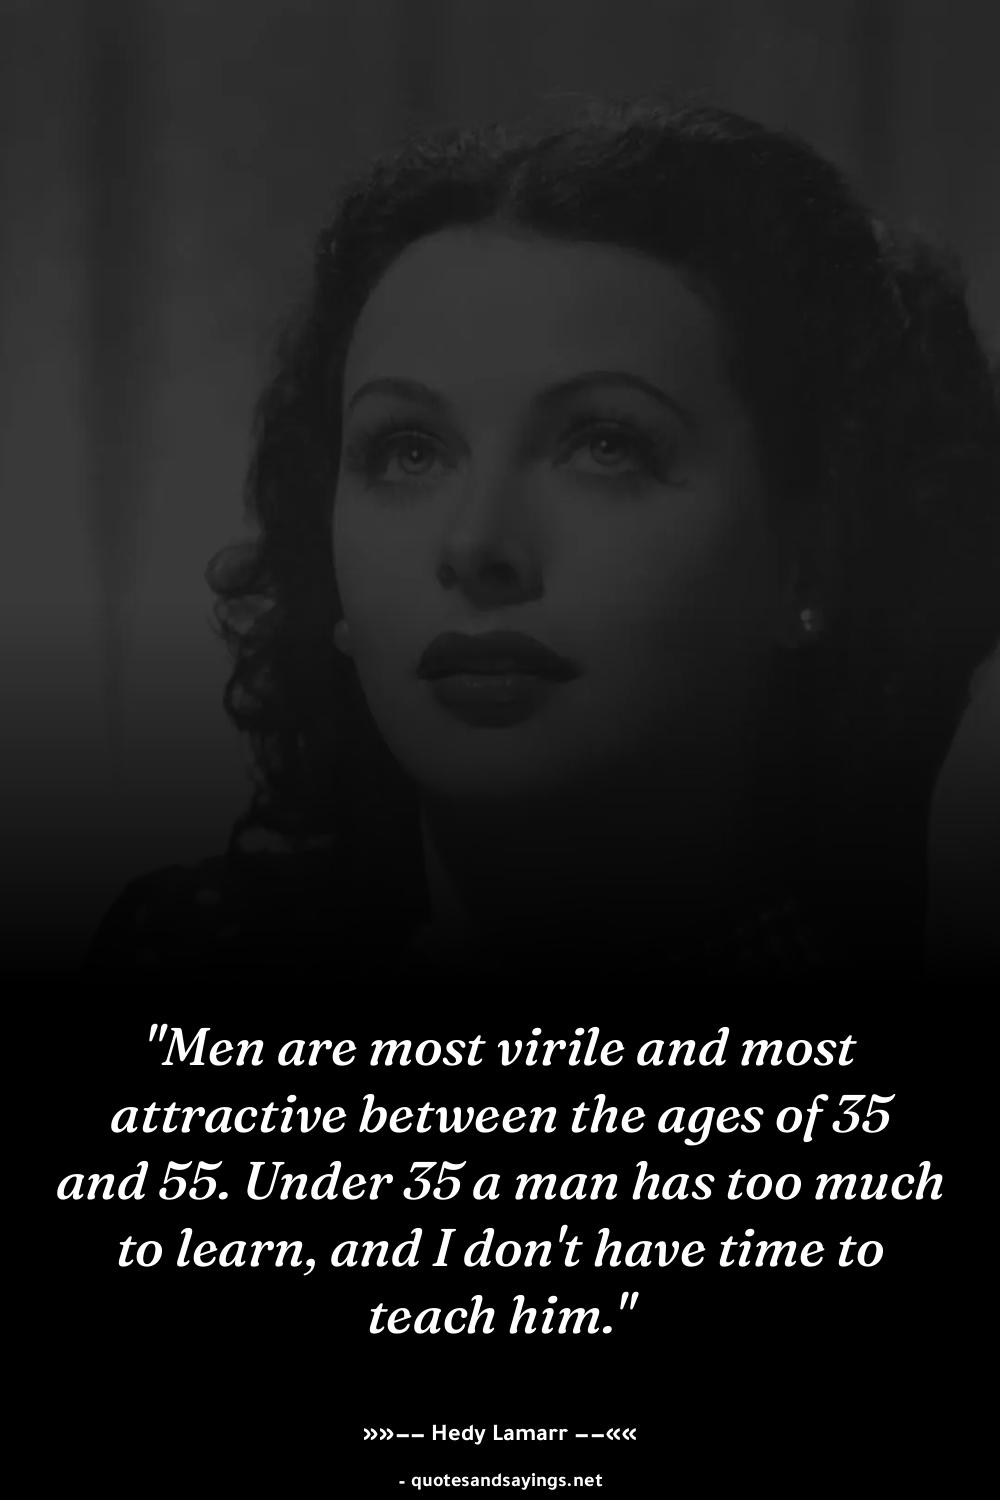 "Men are most virile and most
attractive between the ages of 35
and 55. Under 35 a man has too much
to learn, and I don't have time to
teach him."
»»–– Hedy Lamarr ––««
- quotesandsayings.net